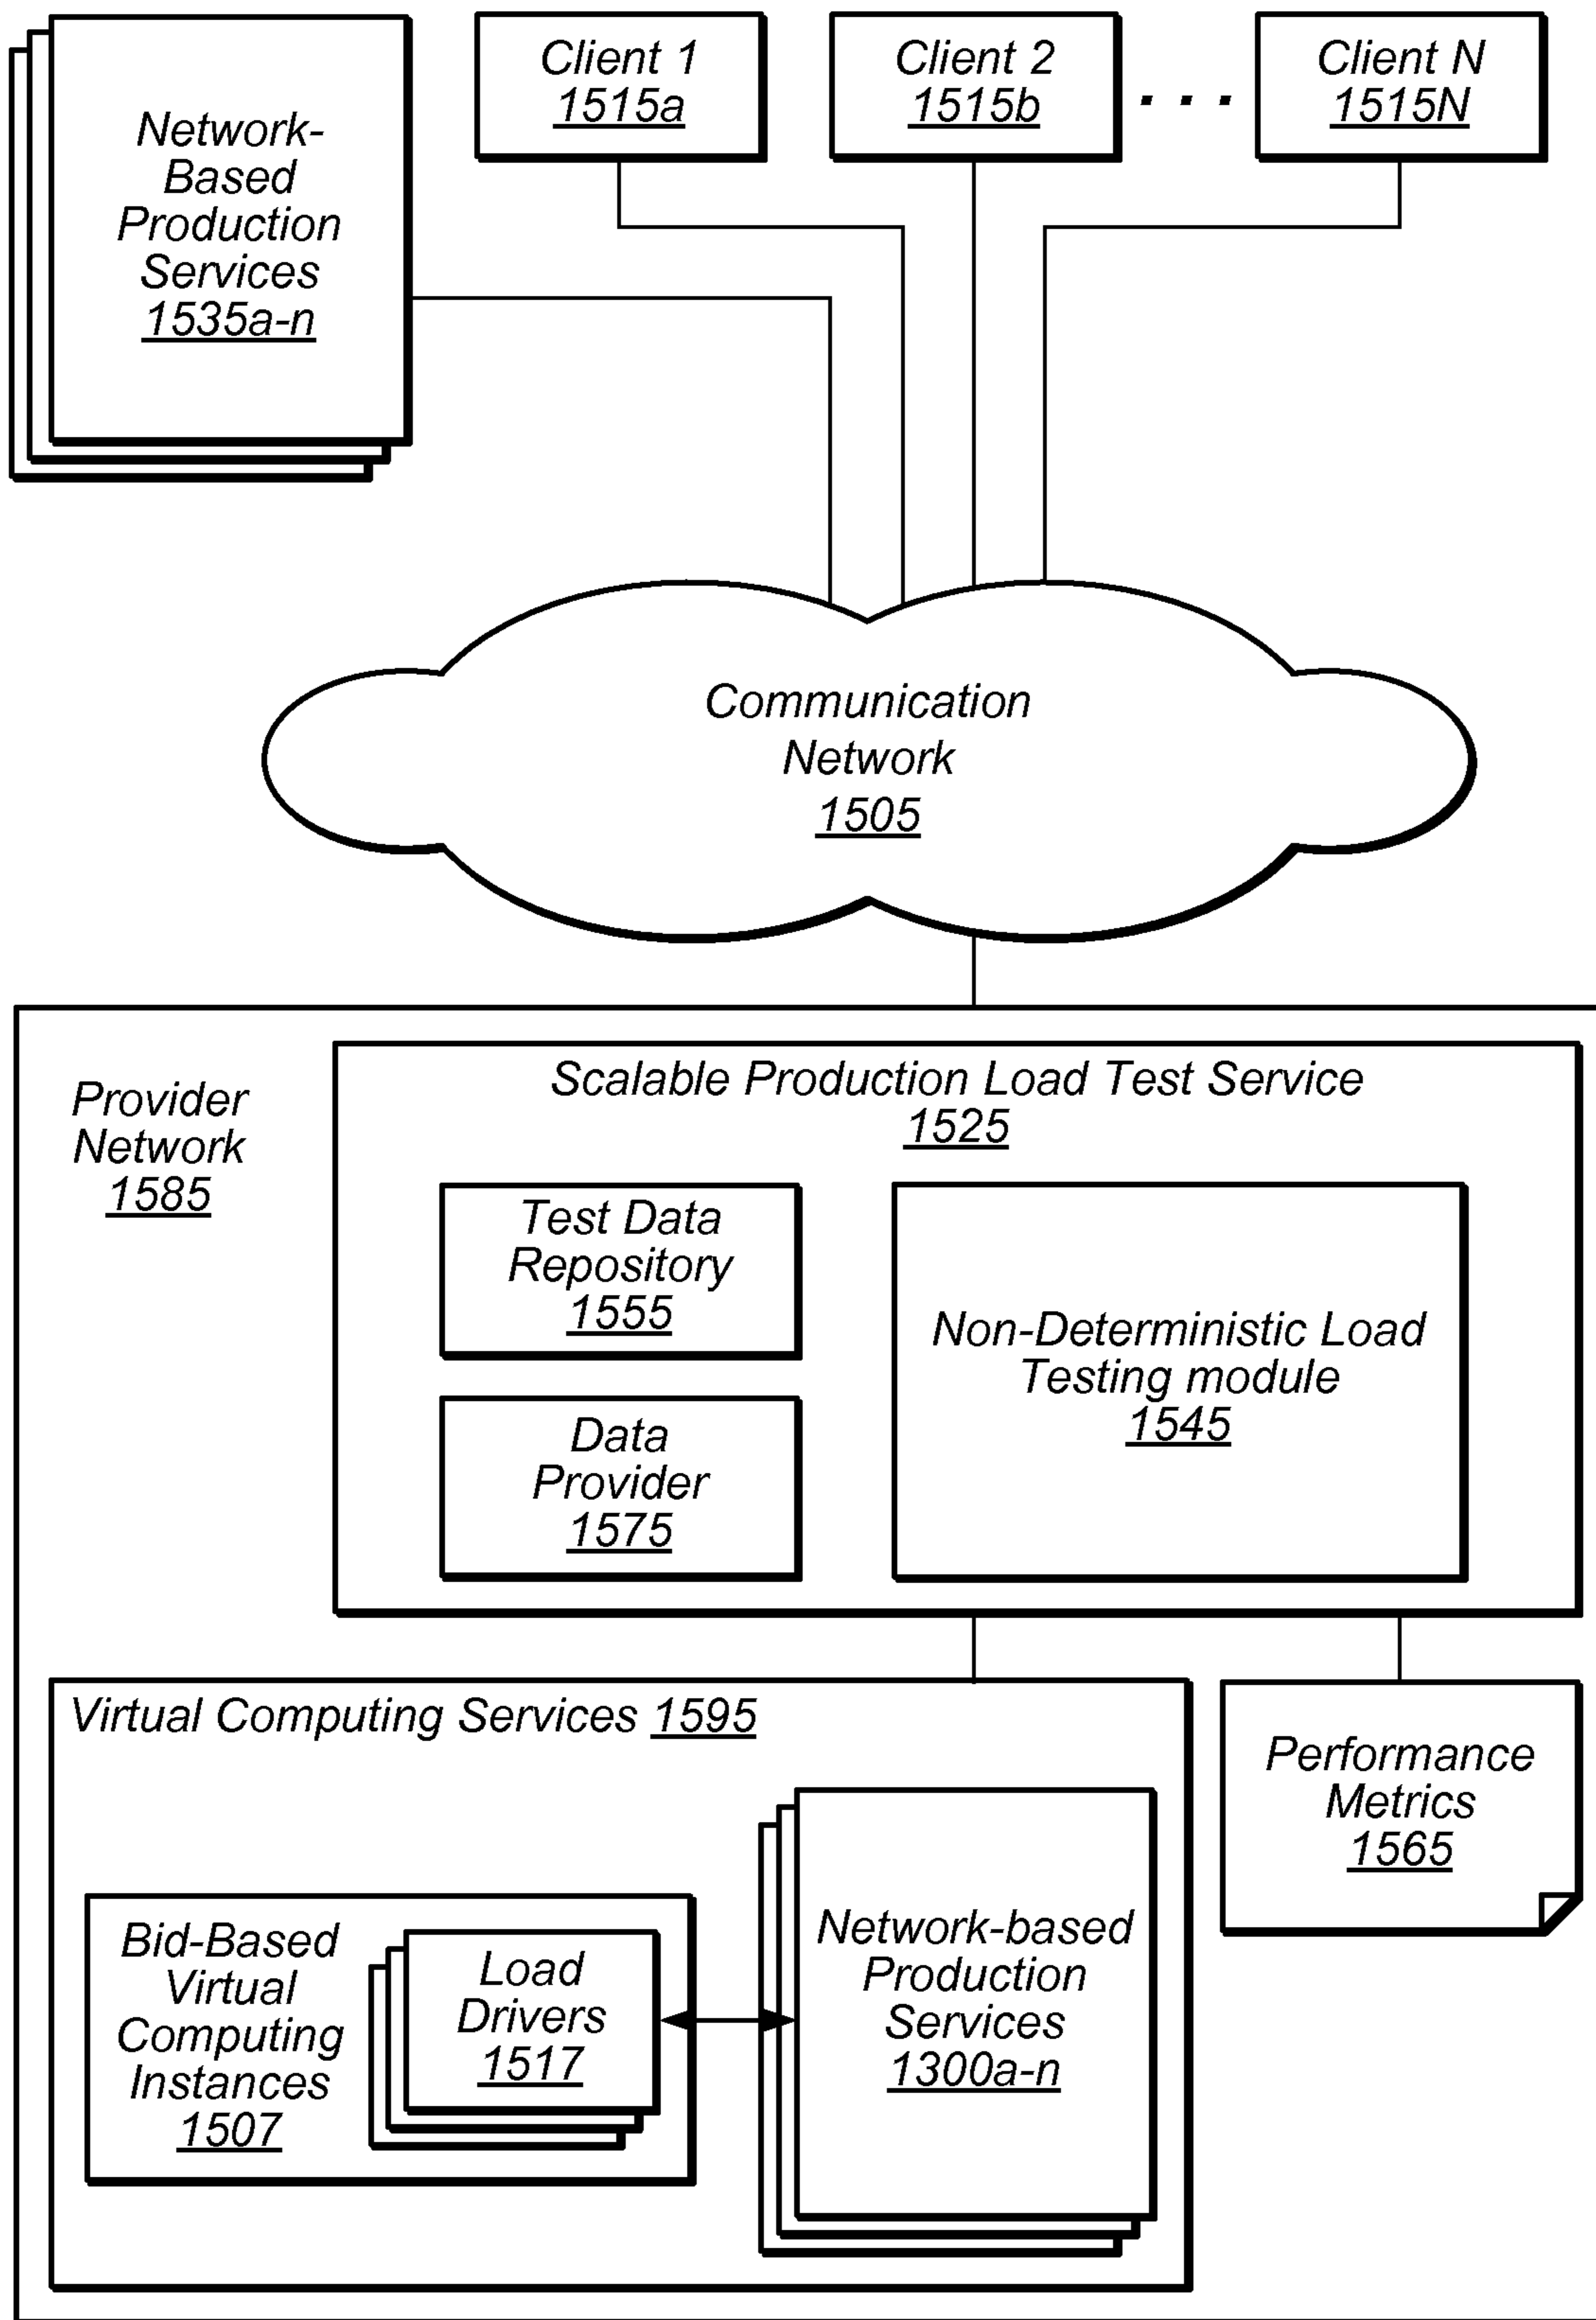 Network-
Based
Production
Services
1535a-n
Client 1
1515a
Client 2
1515b
. . .
Client N
1515N
Communication
Network
1505
Provider
Network
1585
Scalable Production Load Test Service
1525
Test Data
Repository
1555
Data
Provider
1575
Non-Deterministic Load
Testing module
1545
Virtual Computing Services 1595
Bid-Based
Virtual
Computing
Instances
1507
Load
Drivers
1517
Network-based
Production
Services
1300a-n
Performance
Metrics
1565